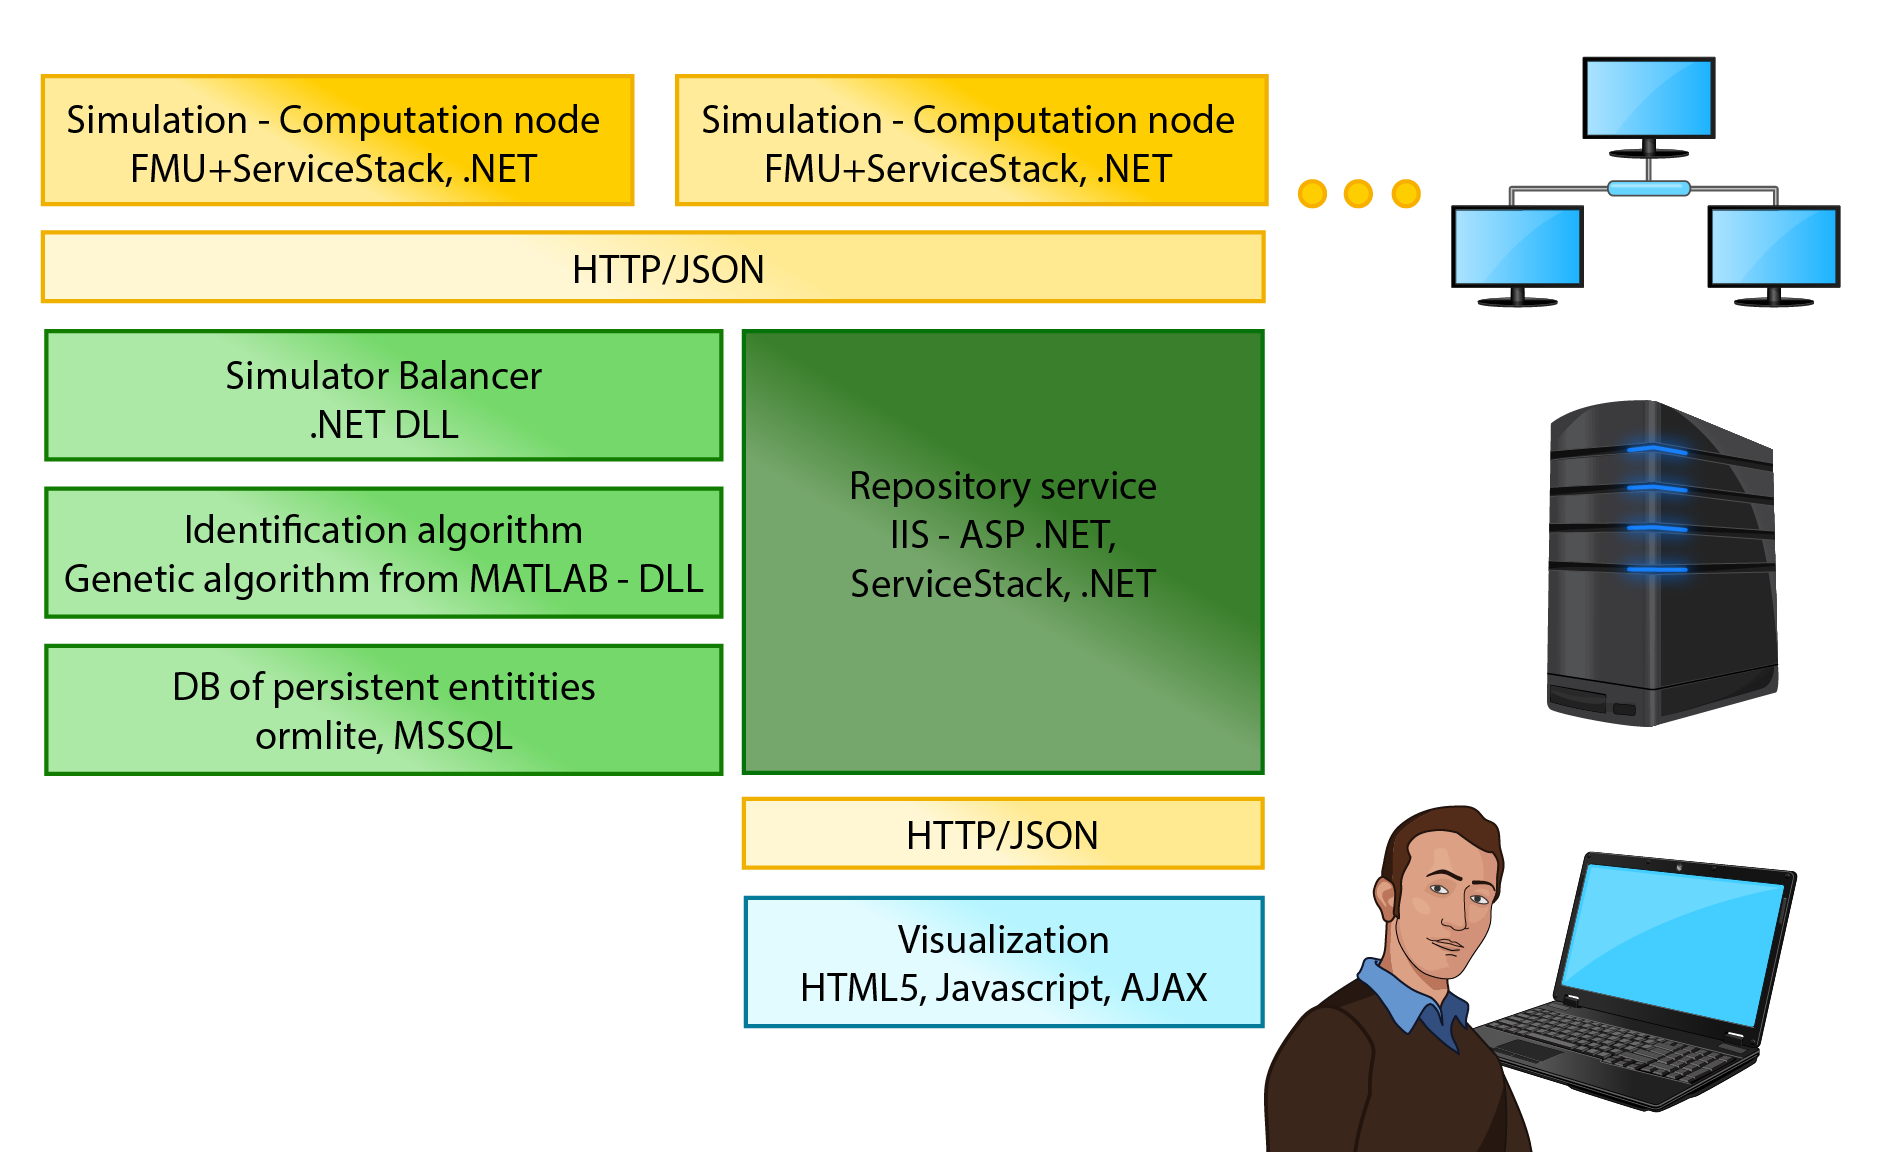 Simulation - Computation node
FMU+ServiceStack, .NET
Simulation - Computation node
FMU+ServiceStack, .NET
HTTP/JSON
Simulator Balancer
.NET DLL
Identification algorithm
Genetic algorithm from MATLAB - DLL
DB of persistent entitities
ormlite, MSSQL
Repository service
IIS - ASP .NET,
ServiceStack, .NET
HTTP/JSON
Visualization
HTML5, Javascript, AJAX